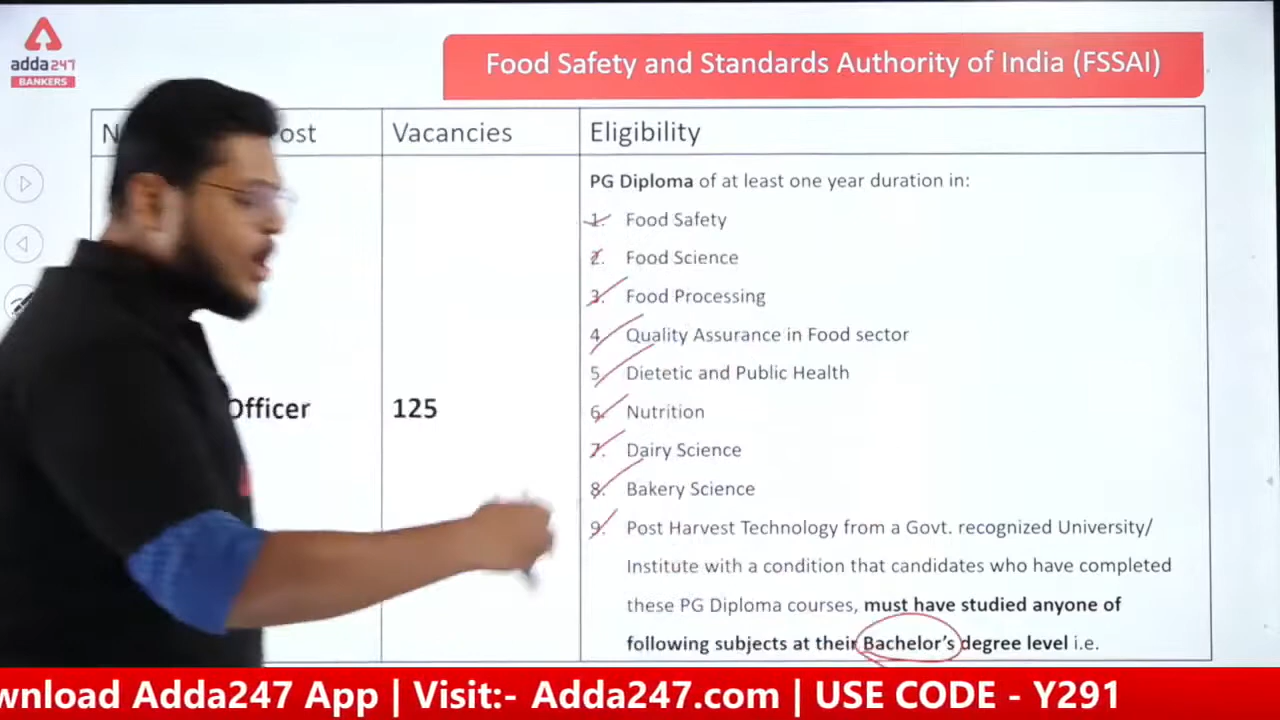 adda247
BANKERS
Food Safety and Standards Authority of India (FSSAI)
Vacancies
Eligibility
PG Diploma of at least one year duration in:
1. Food Safety
2. Food Science
3. Food Processing
4. Quality Assurance in Food sector
5. Dietetic and Public Health
Officer
125
6. Nutrition
7. Dairy Science
8. Bakery Science
9. Post Harvest Technology from a Govt. recognized University/
Institute with a condition that candidates who have completed
these PG Diploma courses, must have studied anyone of
following subjects at their Bachelor's degree level i.e.
wnload Adda247 App | Visit:- Adda247.com | USE CODE - Y291